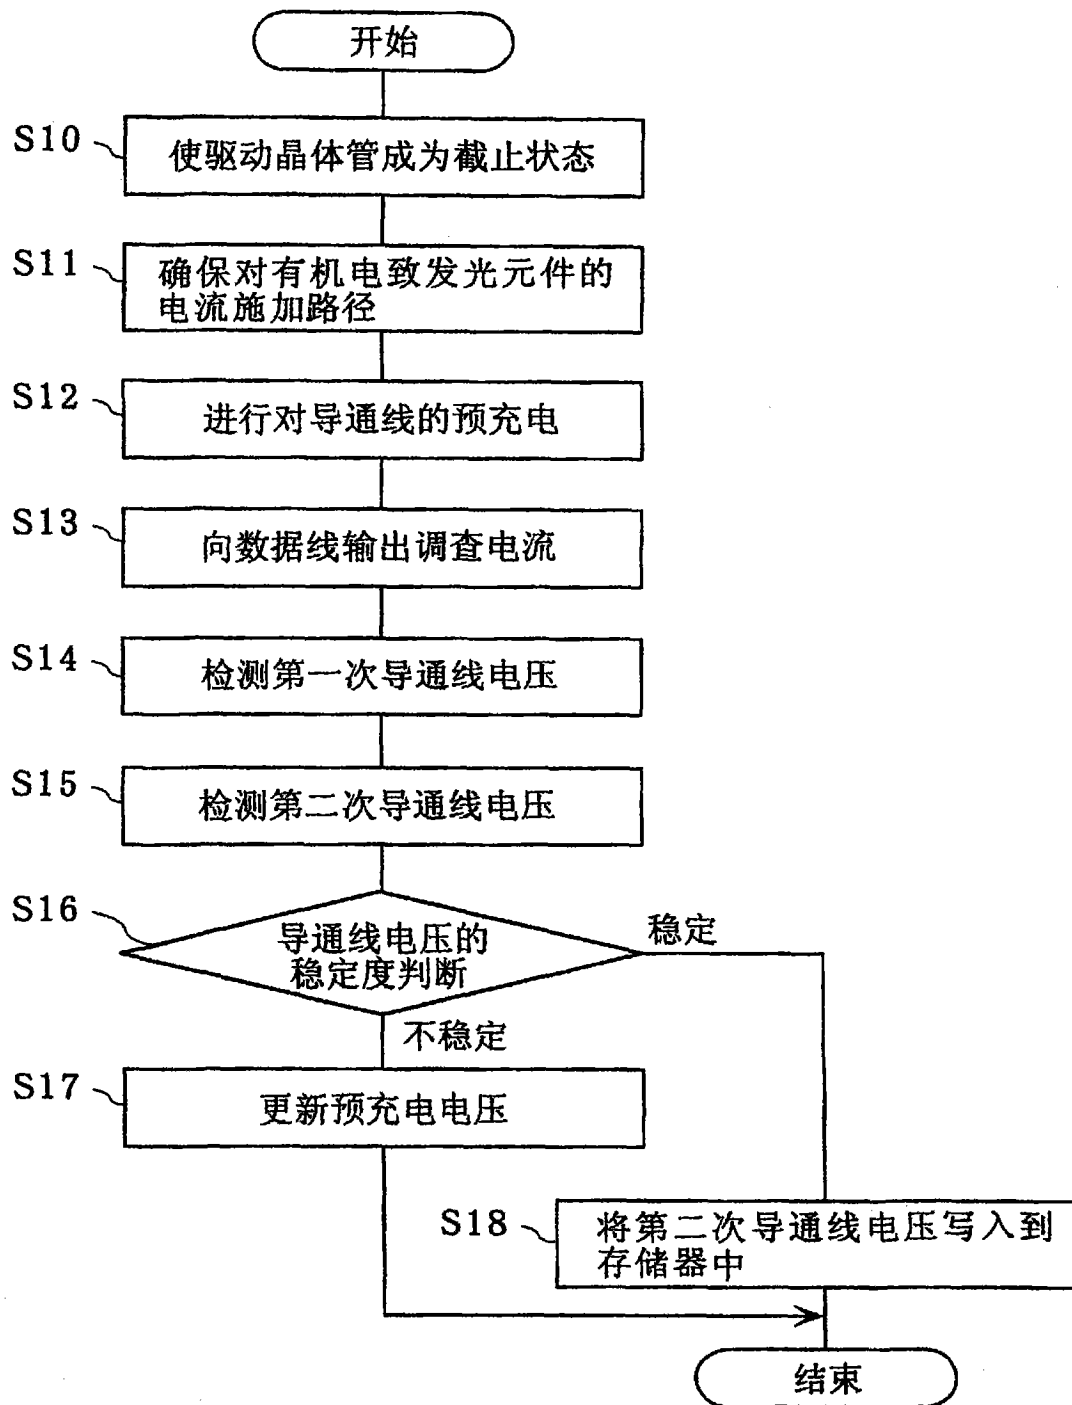 开始
S10
使驱动晶体管成为截止状态
S11
确保对有机电致发光元件的
电流施加路径
S12
进行对导通线的预充电
S13
向数据线输出调查电流
S14
检测第一次导通线电压
S15
检测第二次导通线电压
S16
导通线电压的
稳定度判断
稳定
不稳定
S17
更新预充电电压
S18
将第二次导通线电压写入到
存储器中
结束